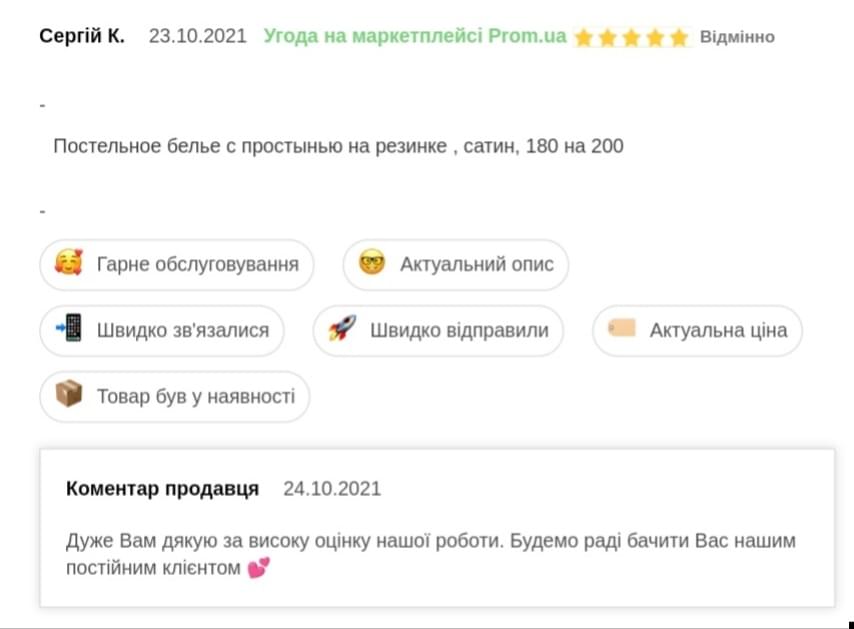 Сергій К. 23.10.2021 Угода на маркетплейсі Prom.ua Відмінно
-
Постельное белье с простынью на резинке , сатин, 180 на 200
-
Гарне обслуговування Актуальний опис
Швидко зв'язалися Швидко відправили Актуальна ціна
Товар був у наявності
Коментар продавця 24.10.2021
Дуже Вам дякую за високу оцінку нашої роботи. Будемо раді бачити Вас нашим
постійним клієнтом 💕